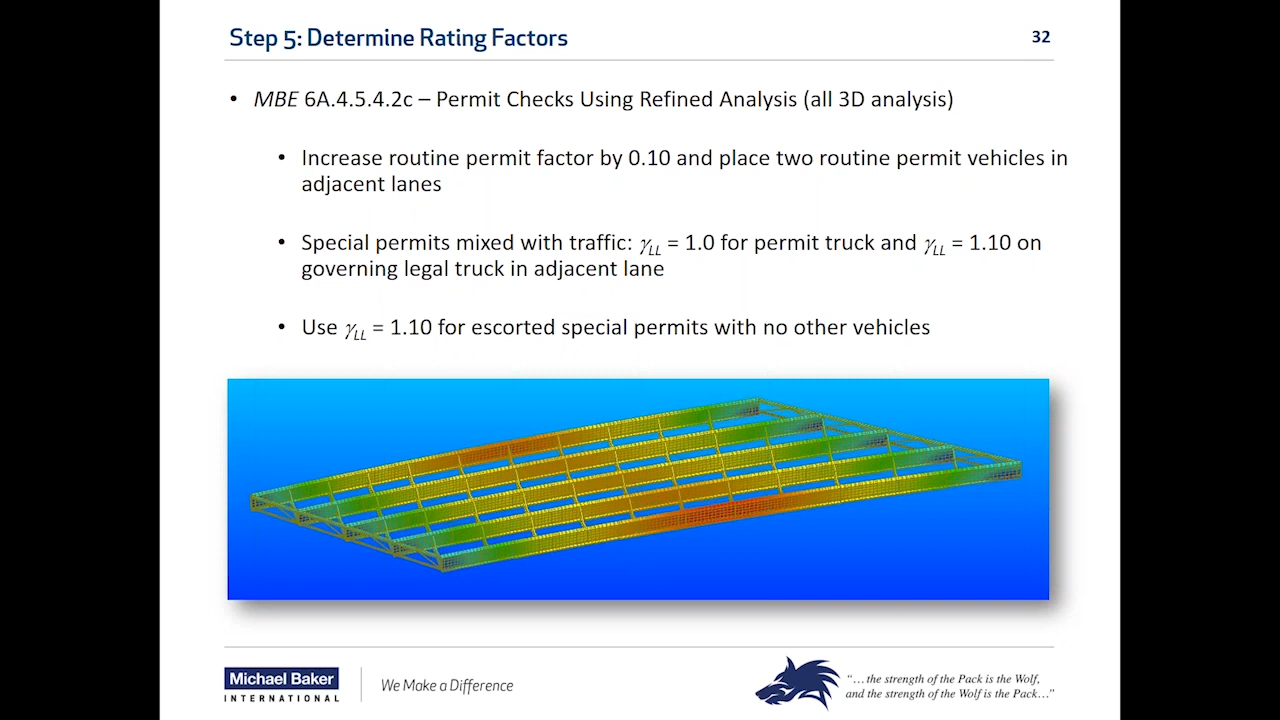 Step 5: Determine Rating Factors
32
• MBE 6A.4.5.4.2c – Permit Checks Using Refined Analysis (all 3D analysis)
• Increase routine permit factor by 0.10 and place two routine permit vehicles in
adjacent lanes
• Special permits mixed with traffic: γLL = 1.0 for permit truck and γLL = 1.10 on
governing legal truck in adjacent lane
• Use γLL = 1.10 for escorted special permits with no other vehicles
Michael Baker
INTERNATIONAL
We Make a Difference
“…the strength of the Pack is the Wolf,
and the strength of the Wolf is the Pack…”